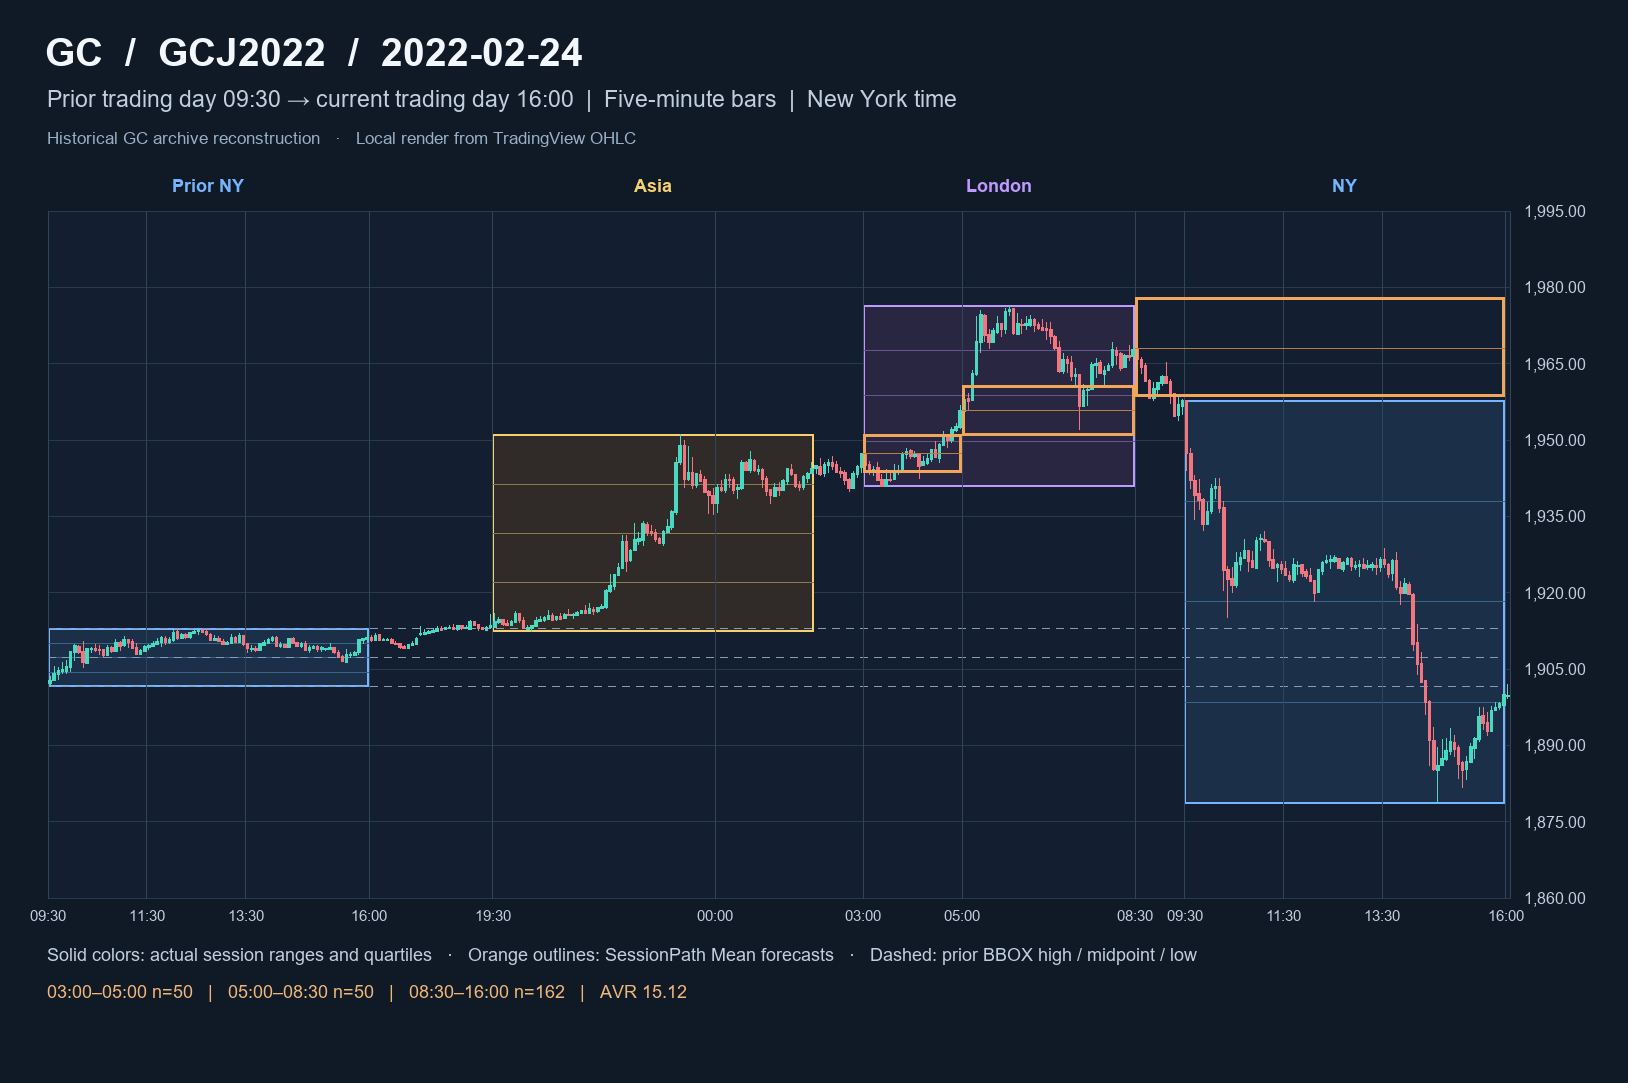 GC / GCJ2022 / 2022-02-24
Prior trading day 09:30 → current trading day 16:00 | Five-minute bars | New York time
Historical GC archive reconstruction · Local render from TradingView OHLC
Prior NY Asia London NY
1,995.00
1,980.00
1,965.00
1,950.00
1,935.00
1,920.00
1,905.00
1,890.00
1,875.00
1,860.00
09:30 11:30 13:30 16:00 19:30 00:00 03:00 05:00 08:30 09:30 11:30 13:30 16:00
Solid colors: actual session ranges and quartiles · Orange outlines: SessionPath Mean forecasts · Dashed: prior BBOX high / midpoint / low
03:00–05:00 n=50 | 05:00–08:30 n=50 | 08:30–16:00 n=162 | AVR 15.12